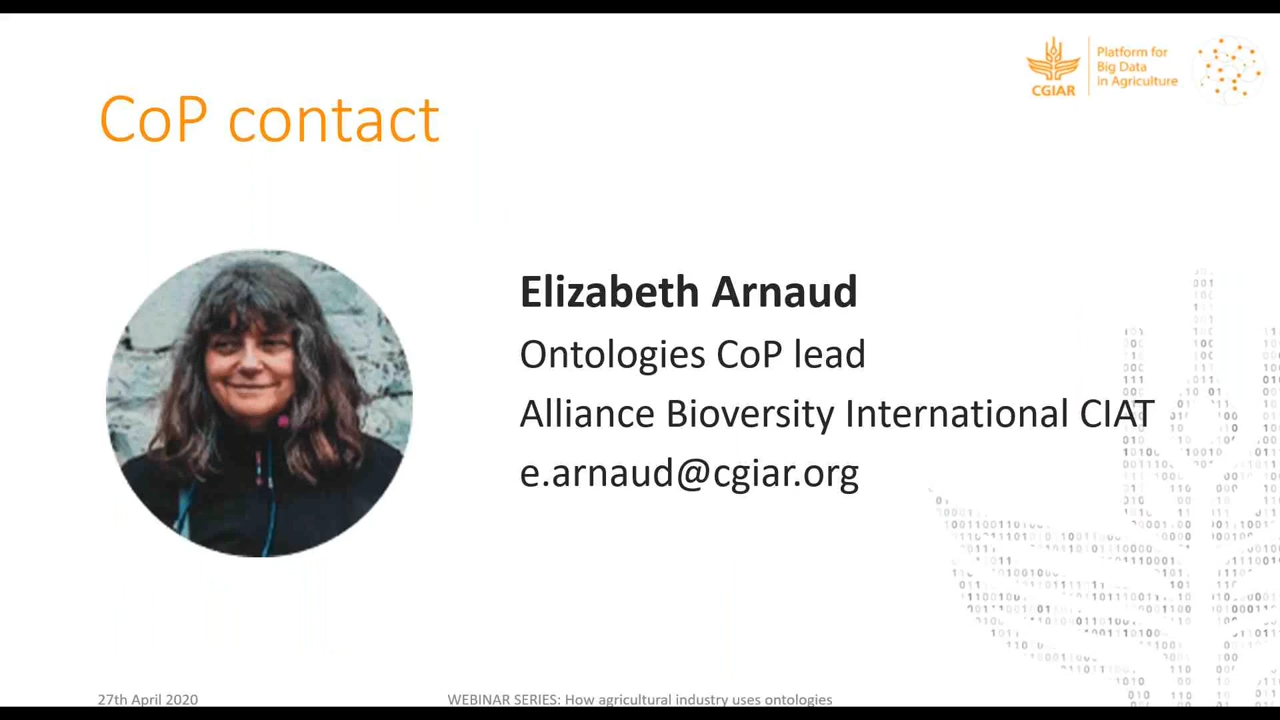 CGIAR
Platform for
Big Data
in Agriculture
CoP contact
Elizabeth Arnaud
Ontologies CoP lead
Alliance Bioversity International CIAT
e.arnaud@cgiar.org
27th April 2020
WEBINAR SERIES: How agricultural industry uses ontologies